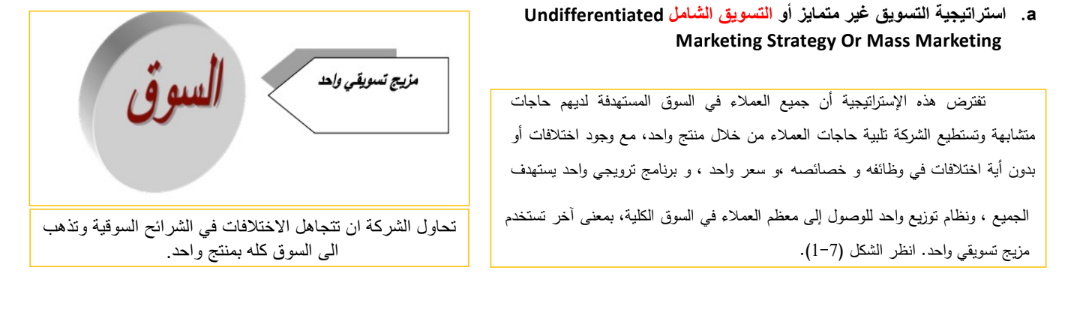 a. استراتيجية التسويق غير متمايز أو التسويق الشامل Undifferentiated
Marketing Strategy Or Mass Marketing
تفترض هذه الإستراتيجية أن جميع العملاء في السوق المستهدفة لديهم حاجات
متشابهة وتستطيع الشركة تلبية حاجات العملاء من خلال منتج واحد، مع وجود اختلافات أو
بدون أية اختلافات في وظائفه و خصائصه ،و سعر واحد ، و برنامج ترويجي واحد يستهدف
الجميع ، ونظام توزيع واحد للوصول إلى معظم العملاء في السوق الكلية، بمعنى آخر تستخدم
مزيج تسويقي واحد. انظر الشكل (7-1).
مزيج تسويقي واحد
السوق
تحاول الشركة ان تتجاهل الاختلافات في الشرائح السوقية وتذهب
الى السوق كله بمنتج واحد.